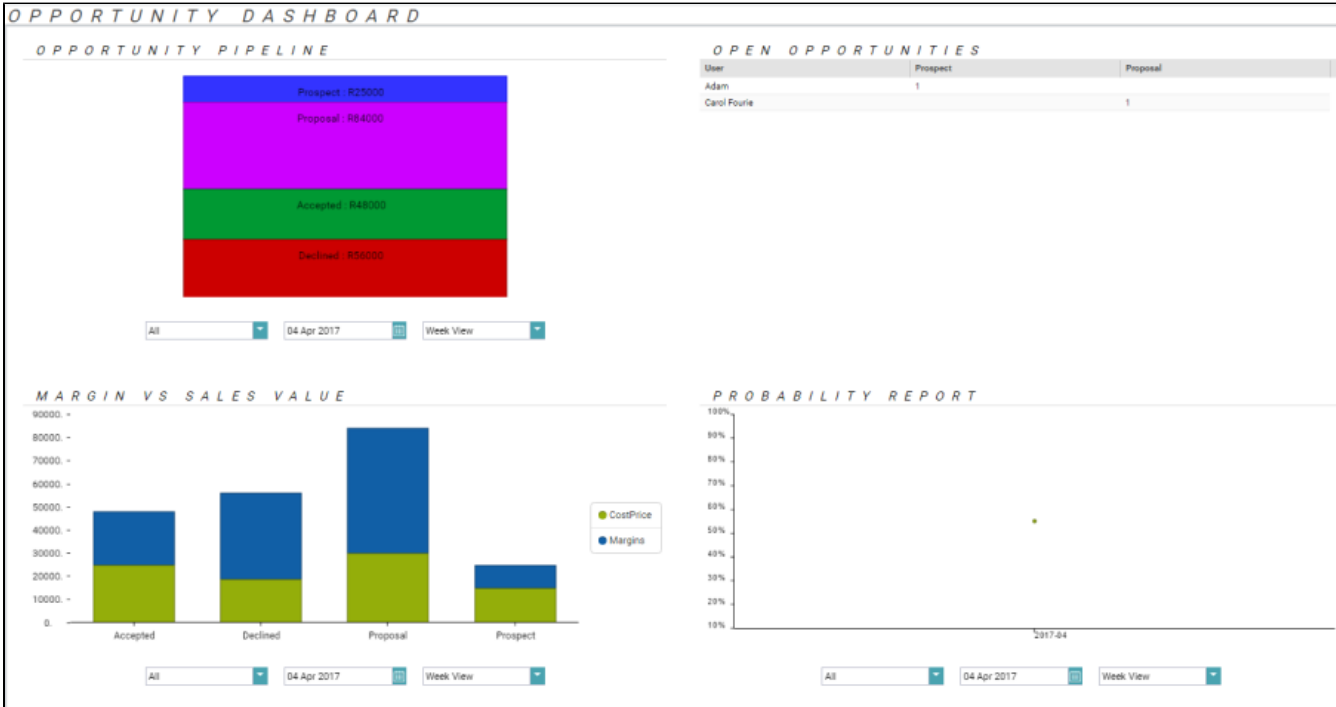 OPPORTUNITY DASHBOARD
OPPORTUNITY PIPELINE
Prospect : R25000
Proposal : R84000
Accepted : R48000
Declined : R56000
All
04 Apr 2017
Week View
OPEN OPPORTUNITIES
User Prospect Proposal
Adam 1
Carol Fourie 1
MARGIN VS SALES VALUE
90000.
80000.
70000.
60000.
50000.
40000.
30000.
20000.
10000.
0.
Accepted Declined Proposal Prospect
CostPrice
Margins
All
04 Apr 2017
Week View
PROBABILITY REPORT
100%
90%
80%
70%
60%
50%
40%
30%
20%
10%
2017-04
All
04 Apr 2017
Week View